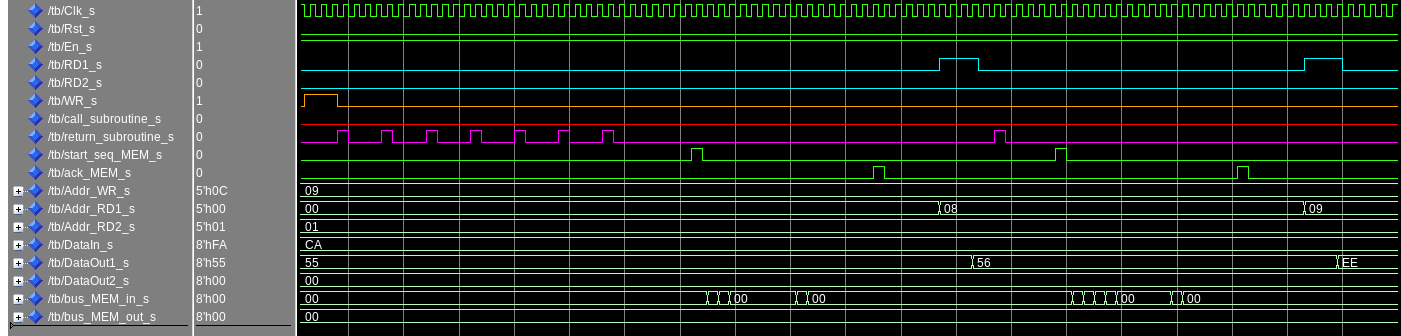 /tb/Clk_s 1
/tb/Rst_s 0
/tb/En_s 1
/tb/RD1_s 0
/tb/RD2_s 0
/tb/WR_s 1
/tb/call_subroutine_s 0
/tb/return_subroutine_s 0
/tb/start_seq_MEM_s 0
/tb/ack_MEM_s 0
/tb/Addr_WR_s 5'h0C 09
/tb/Addr_RD1_s 5'h00 00 08 09
/tb/Addr_RD2_s 5'h01 01
/tb/DataIn_s 8'hFA CA
/tb/DataOut1_s 8'h55 55 56 EE
/tb/DataOut2_s 8'h00 00
/tb/bus_MEM_in_s 8'h00 00 00 00 00 00
/tb/bus_MEM_out_s 8'h00 00